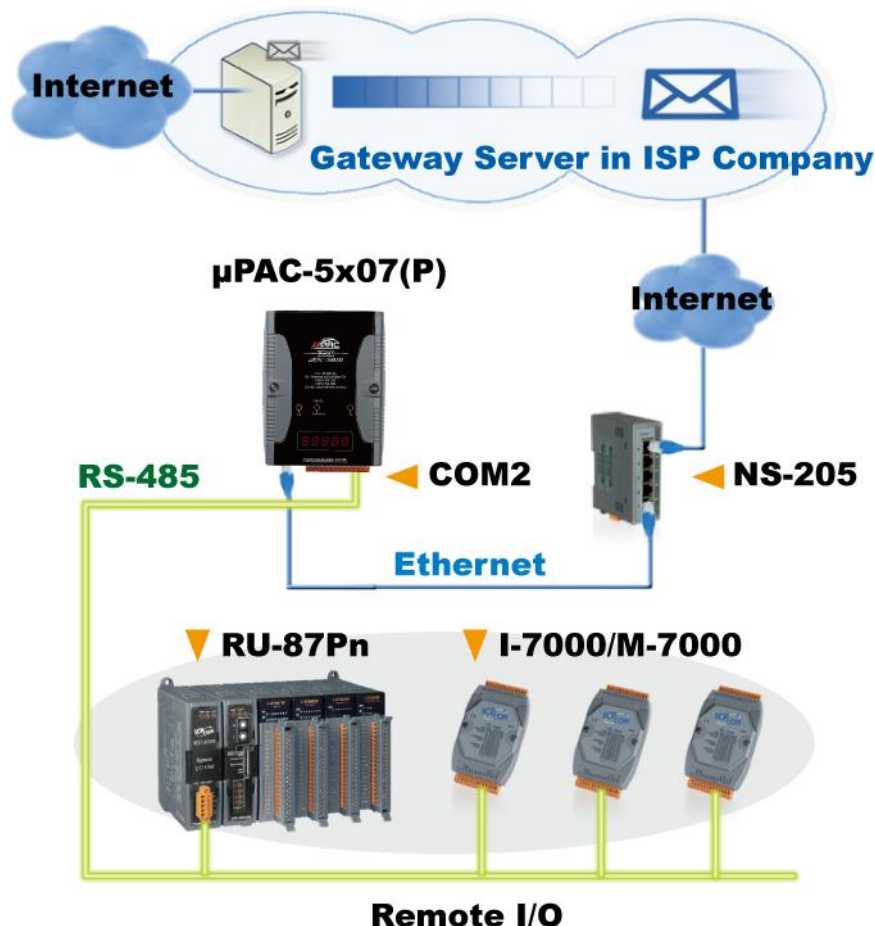 Internet
Gateway Server in ISP Company
µPAC-5x07(P)
Internet
RS-485
COM2
NS-205
Ethernet
RU-87Pn
I-7000/M-7000
Remote I/O